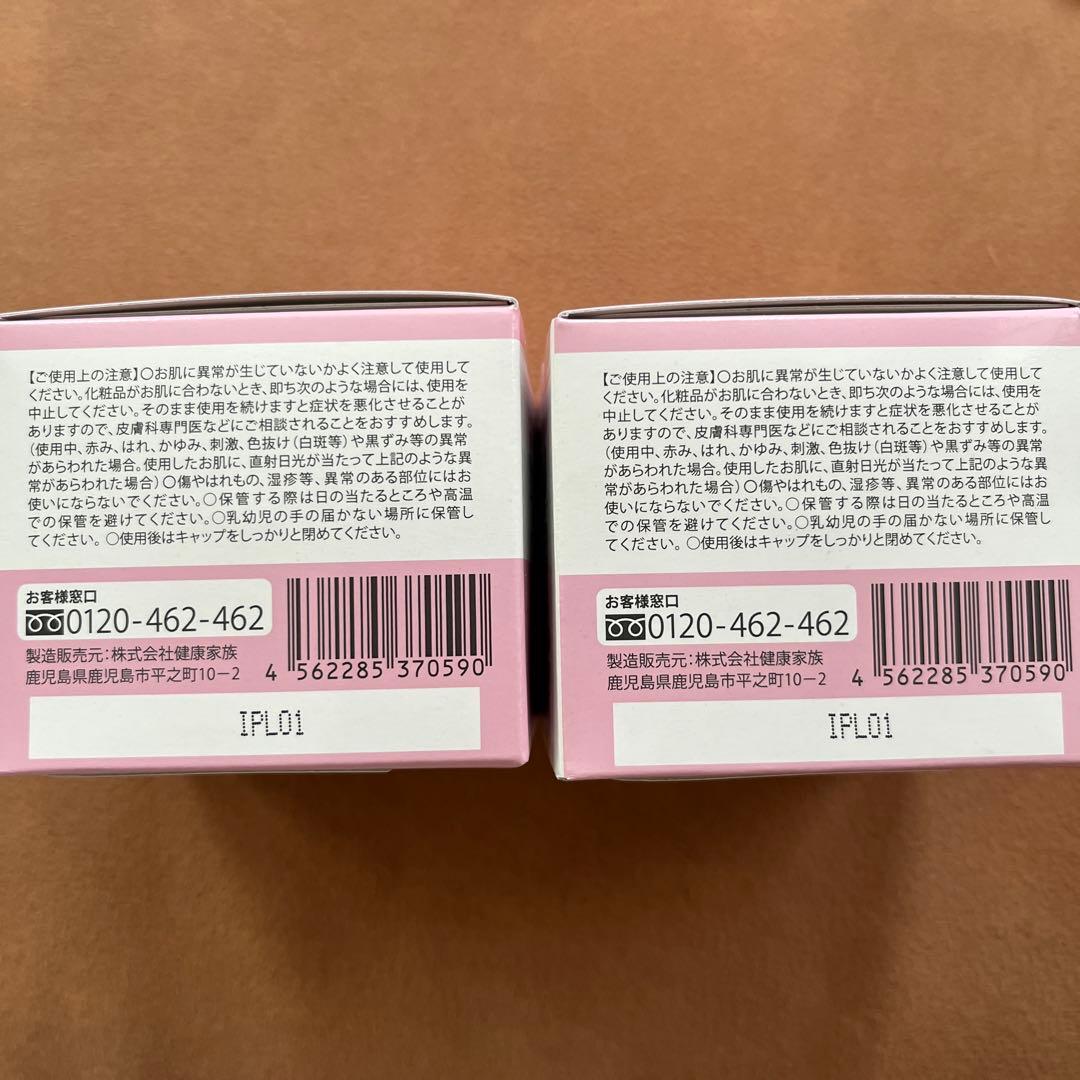 【ご使用上の注意】○お肌に異常が生じていないかよく注意して使用して
ください。化粧品がお肌に合わないとき、即ち次のような場合には、使用を
中止してください。そのまま使用を続けますと症状を悪化させることが
ありますので、皮膚科専門医などにご相談されることをおすすめします。
(使用中、赤み、はれ、かゆみ、刺激、色抜け(白斑等)や黒ずみ等の異常
があらわれた場合。使用したお肌に、直射日光が当たって上記のような異
常があらわれた場合)○傷やはれもの、湿疹等、異常のある部位にはお
使いにならないでください。○保管する際は日の当たるところや高温
での保管を避けてください。○乳幼児の手の届かない場所に保管し
てください。○使用後はキャップをしっかりと閉めてください。
お客様窓口
0120-462-462
製造販売元:株式会社健康家族
鹿児島県鹿児島市平之町10-2
4 562285 370590
IPL01
【ご使用上の注意】○お肌に異常が生じていないかよく注意して使用して
ください。化粧品がお肌に合わないとき、即ち次のような場合には、使用を
中止してください。そのまま使用を続けますと症状を悪化させることが
ありますので、皮膚科専門医などにご相談されることをおすすめします。
(使用中、赤み、はれ、かゆみ、刺激、色抜け(白斑等)や黒ずみ等の異常
があらわれた場合。使用したお肌に、直射日光が当たって上記のような異
常があらわれた場合)○傷やはれもの、湿疹等、異常のある部位にはお
使いにならないでください。○保管する際は日の当たるところや高温
での保管を避けてください。○乳幼児の手の届かない場所に保管し
てください。○使用後はキャップをしっかりと閉めてください。
お客様窓口
0120-462-462
製造販売元:株式会社健康家族
鹿児島県鹿児島市平之町10-2
4 562285 370590
IPL01